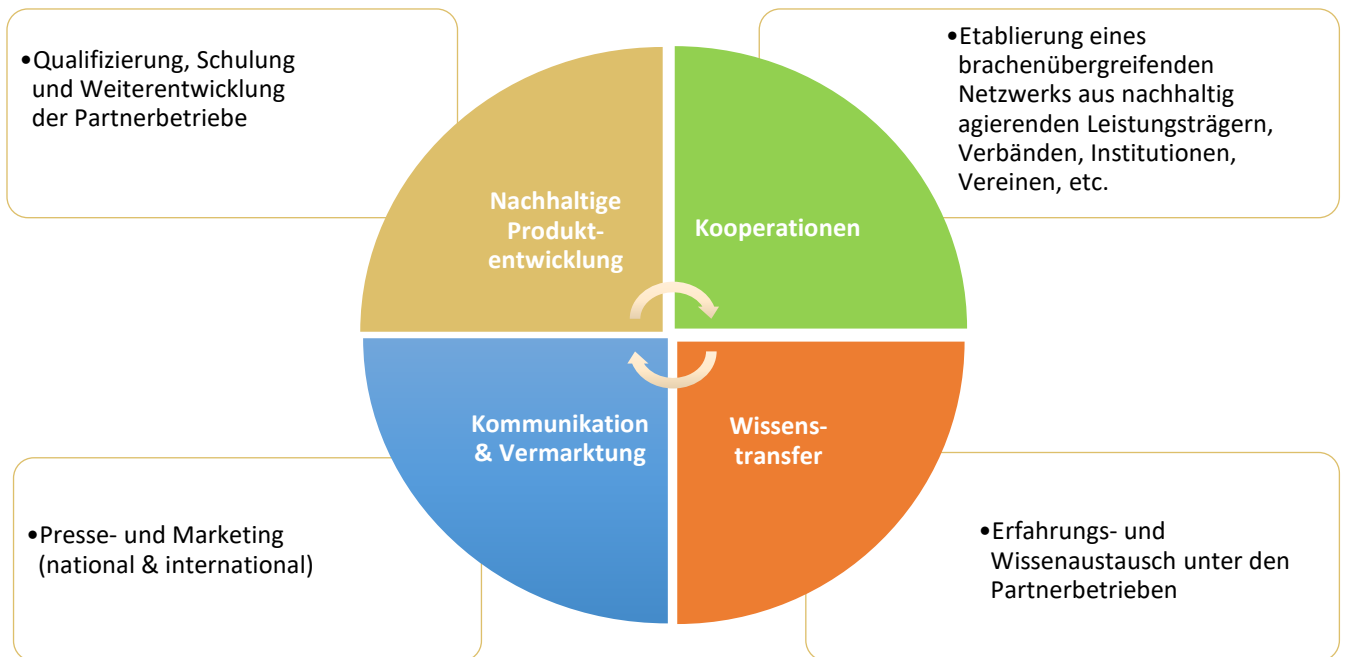 •Qualifizierung, Schulung
und Weiterentwicklung
der Partnerbetriebe
•Etablierung eines
brachenübergreifenden
Netzwerks aus nachhaltig
agierenden Leistungsträgern,
Verbänden, Institutionen,
Vereinen, etc.
Nachhaltige
Produkt-
entwicklung
Kooperationen
Kommunikation
& Vermarktung
Wissens-
transfer
•Presse- und Marketing
(national & international)
•Erfahrungs- und
Wissenaustausch unter den
Partnerbetrieben